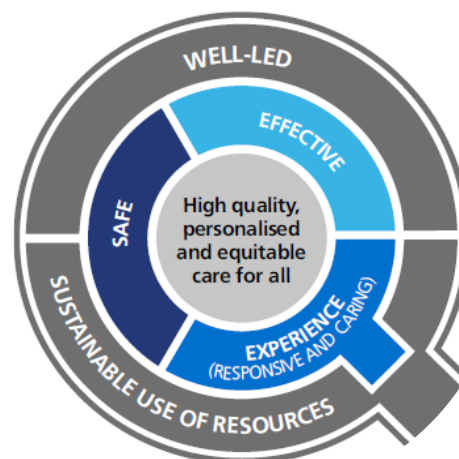 WELL-LED
EFFECTIVE
SAFE
High quality,
personalised
and equitable
care for all
EXPERIENCE
(RESPONSIVE AND CARING)
SUSTAINABLE USE OF RESOURCES